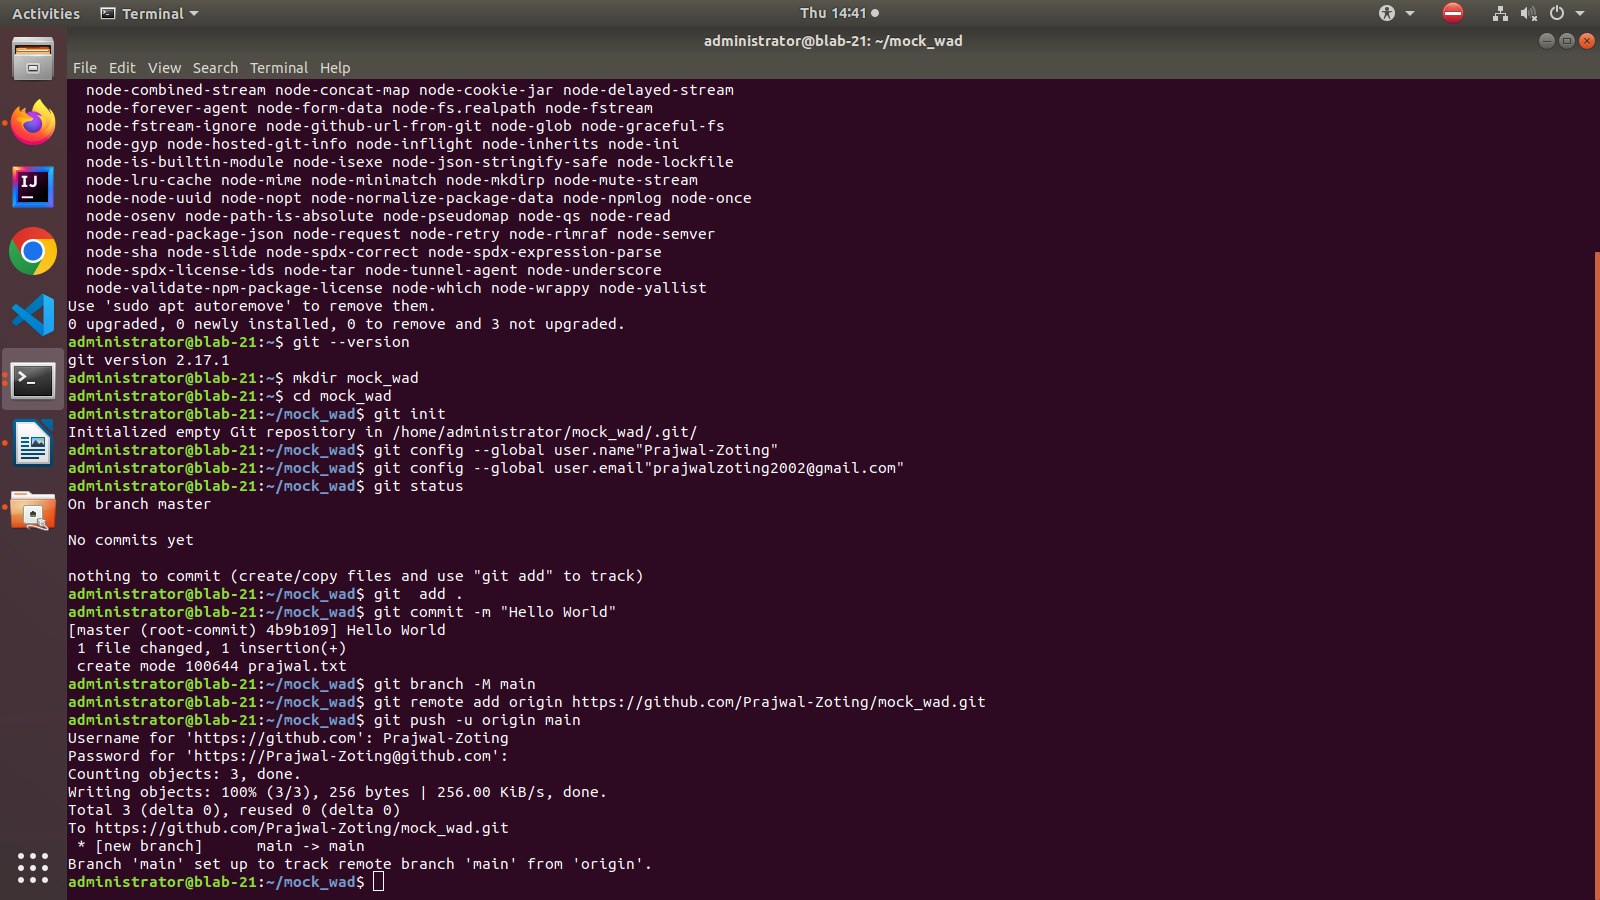 Activities Terminal Thu 14:41
administrator@blab-21: ~/mock_wad
File Edit View Search Terminal Help
node-combined-stream node-concat-map node-cookie-jar node-delayed-stream
node-forever-agent node-form-data node-fs.realpath node-fstream
node-fstream-ignore node-github-url-from-git node-glob node-graceful-fs
node-gyp node-hosted-git-info node-inflight node-inherits node-ini
node-is-builtin-module node-isexe node-json-stringify-safe node-lockfile
node-lru-cache node-mime node-minimatch node-mkdirp node-mute-stream
node-node-uuid node-nopt node-normalize-package-data node-npmlog node-once
node-osenv node-path-is-absolute node-pseudomap node-qs node-read
node-read-package-json node-request node-retry node-rimraf node-semver
node-sha node-slide node-spdx-correct node-spdx-expression-parse
node-spdx-license-ids node-tar node-tunnel-agent node-underscore
node-validate-npm-package-license node-which node-wrappy node-yallist
Use 'sudo apt autoremove' to remove them.
0 upgraded, 0 newly installed, 0 to remove and 3 not upgraded.
administrator@blab-21:~$ git --version
git version 2.17.1
administrator@blab-21:~$ mkdir mock_wad
administrator@blab-21:~$ cd mock_wad
administrator@blab-21:~/mock_wad$ git init
Initialized empty Git repository in /home/administrator/mock_wad/.git/
administrator@blab-21:~/mock_wad$ git config --global user.name"Prajwal-Zoting"
administrator@blab-21:~/mock_wad$ git config --global user.email"prajwalzoting2002@gmail.com"
administrator@blab-21:~/mock_wad$ git status
On branch master
No commits yet
nothing to commit (create/copy files and use "git add" to track)
administrator@blab-21:~/mock_wad$ git  add .
administrator@blab-21:~/mock_wad$ git commit -m "Hello World"
[master (root-commit) 4b9b109] Hello World
1 file changed, 1 insertion(+)
create mode 100644 prajwal.txt
administrator@blab-21:~/mock_wad$ git branch -M main
administrator@blab-21:~/mock_wad$ git remote add origin https://github.com/Prajwal-Zoting/mock_wad.git
administrator@blab-21:~/mock_wad$ git push -u origin main
Username for 'https://github.com': Prajwal-Zoting
Password for 'https://Prajwal-Zoting@github.com':
Counting objects: 3, done.
Writing objects: 100% (3/3), 256 bytes | 256.00 KiB/s, done.
Total 3 (delta 0), reused 0 (delta 0)
To https://github.com/Prajwal-Zoting/mock_wad.git
* [new branch]      main -> main
Branch 'main' set up to track remote branch 'main' from 'origin'.
administrator@blab-21:~/mock_wad$
IJ